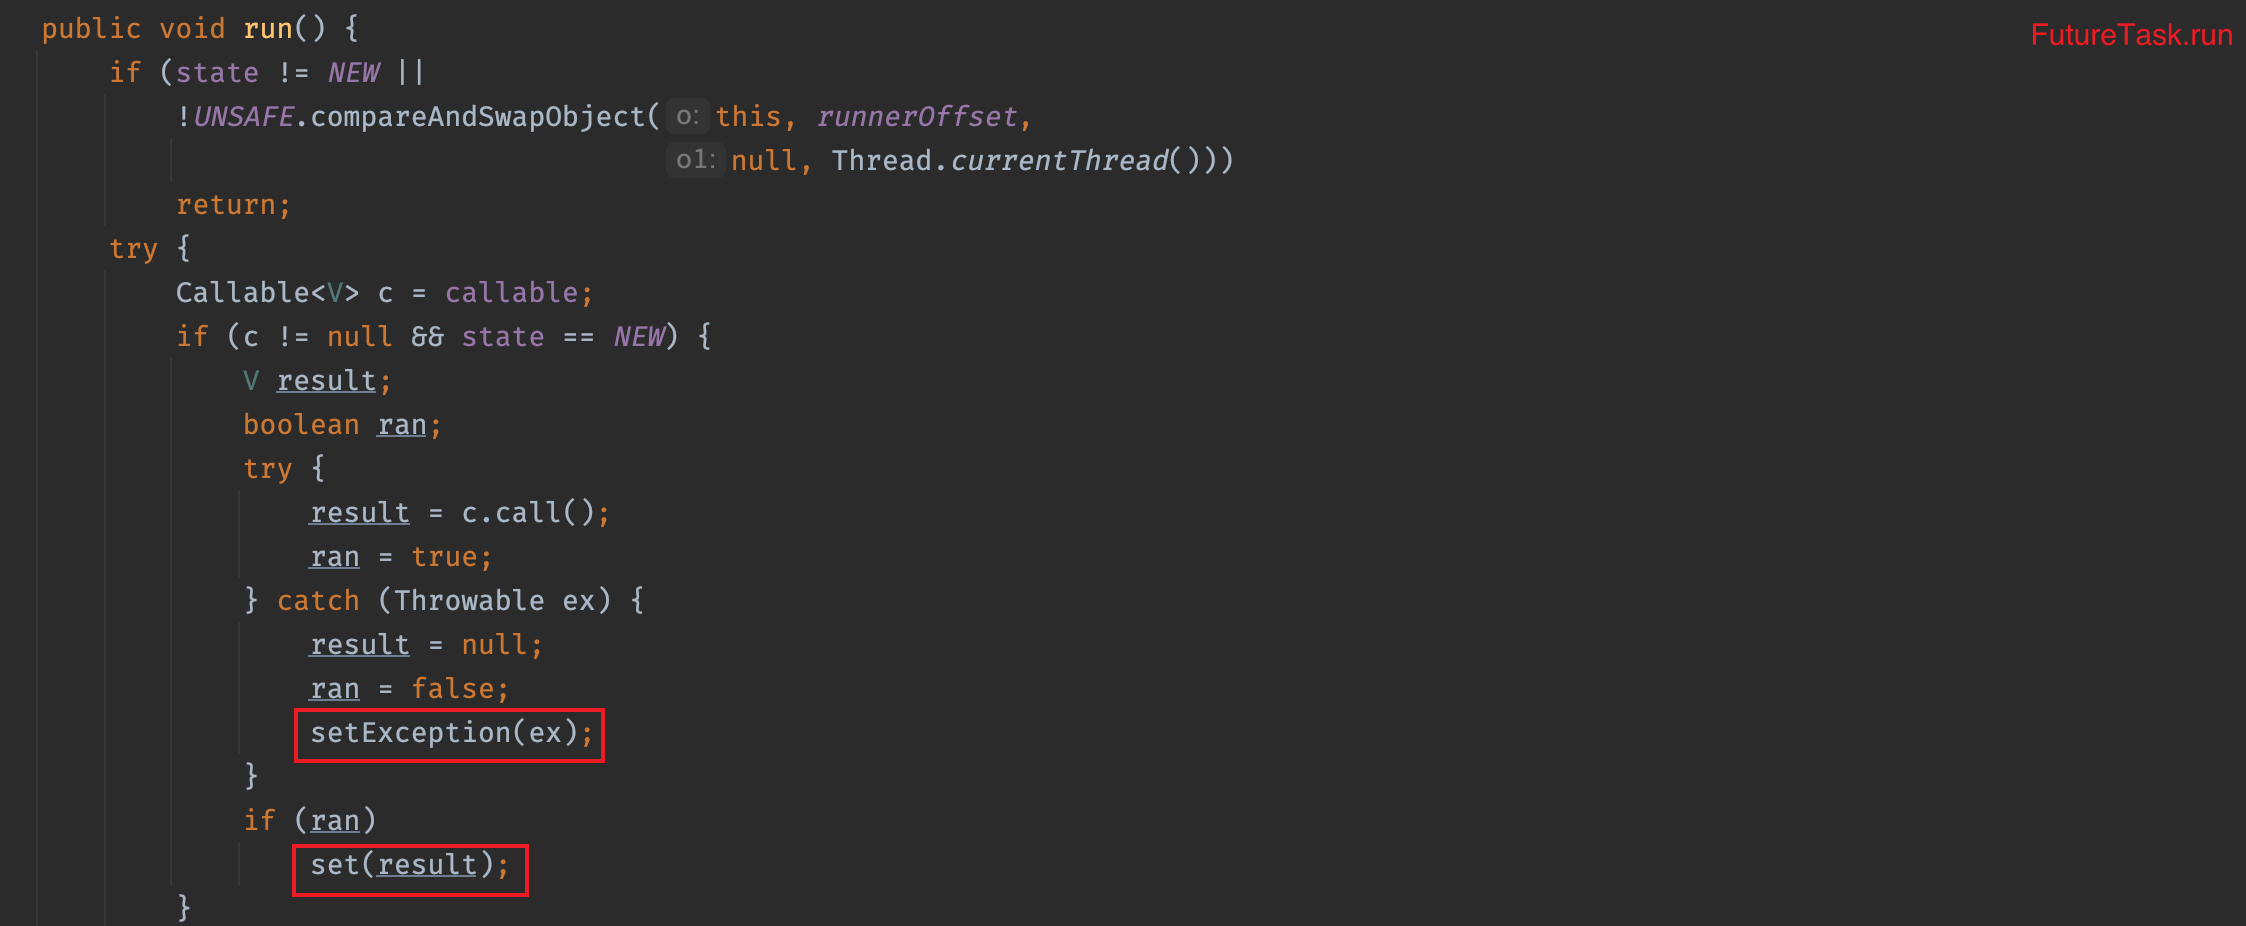 public void run() {
FutureTask.run
if (state != NEW ||
!UNSAFE.compareAndSwapObject( o: this, runnerOffset,
o1: null, Thread.currentThread()))
return;
try {
Callable<V> c = callable;
if (c != null && state == NEW) {
V result;
boolean ran;
try {
result = c.call();
ran = true;
} catch (Throwable ex) {
result = null;
ran = false;
setException(ex);
}
if (ran)
set(result);
}